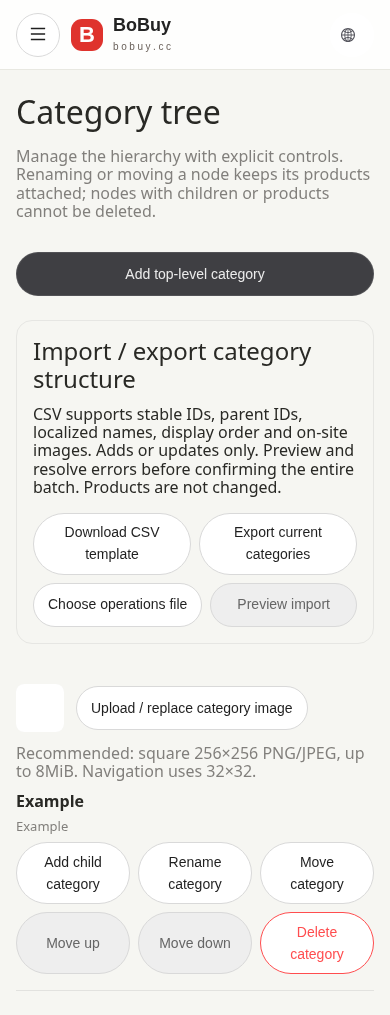 B
BoBuy
bobuy.cc
Category tree
Manage the hierarchy with explicit controls.
Renaming or moving a node keeps its products
attached; nodes with children or products
cannot be deleted.
Add top-level category
Import / export category
structure
CSV supports stable IDs, parent IDs,
localized names, display order and on-site
images. Adds or updates only. Preview and
resolve errors before confirming the entire
batch. Products are not changed.
Download CSV
template
Export current
categories
Choose operations file
Preview import
Upload / replace category image
Recommended: square 256×256 PNG/JPEG, up
to 8MiB. Navigation uses 32×32.
Example
Example
Add child
category
Rename
category
Move
category
Move up
Move down
Delete
category